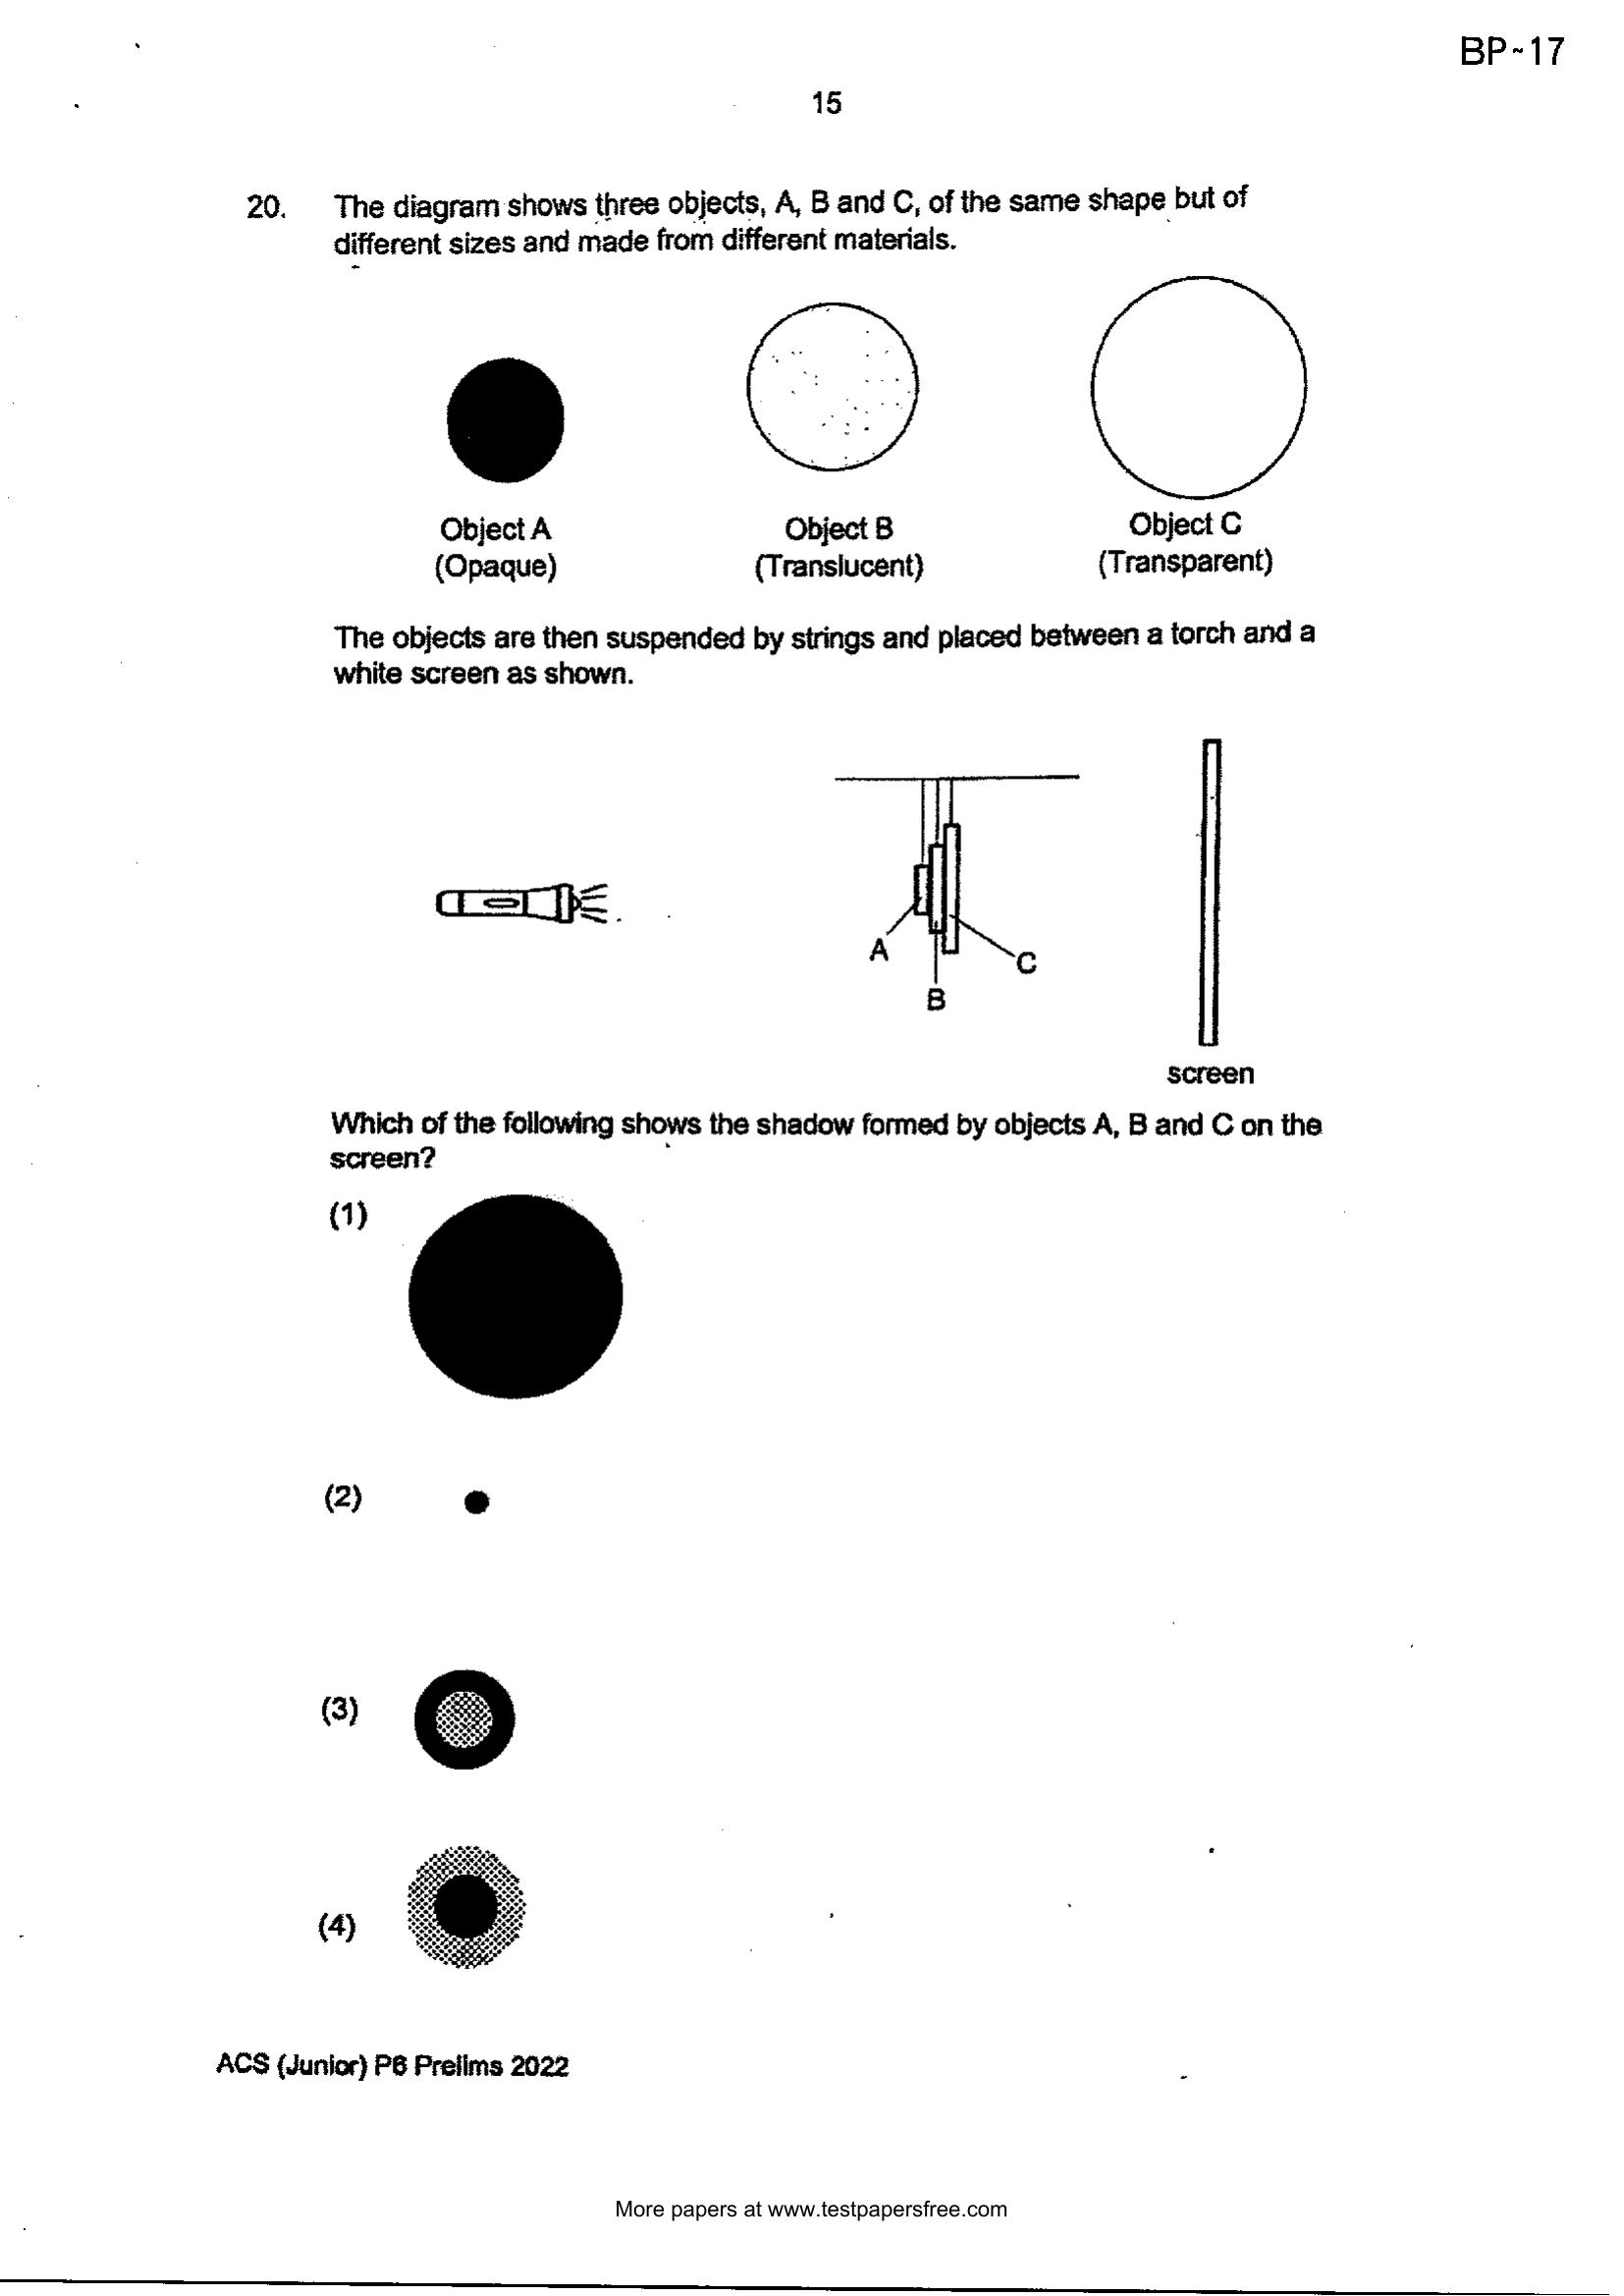 BP-17
15
20. The diagram shows three objects, A, B and C, of the same shape but of
different sizes and made from different materials.
Object A
(Opaque)
Object B
(Translucent)
Object C
(Transparent)
The objects are then suspended by strings and placed between a torch and a
white screen as shown.
A
B
C
screen
Which of the following shows the shadow formed by objects A, B and C on the
screen?
(1)
(2)
(3)
(4)
ACS (Junior) P6 Prelims 2022
More papers at www.testpapersfree.com